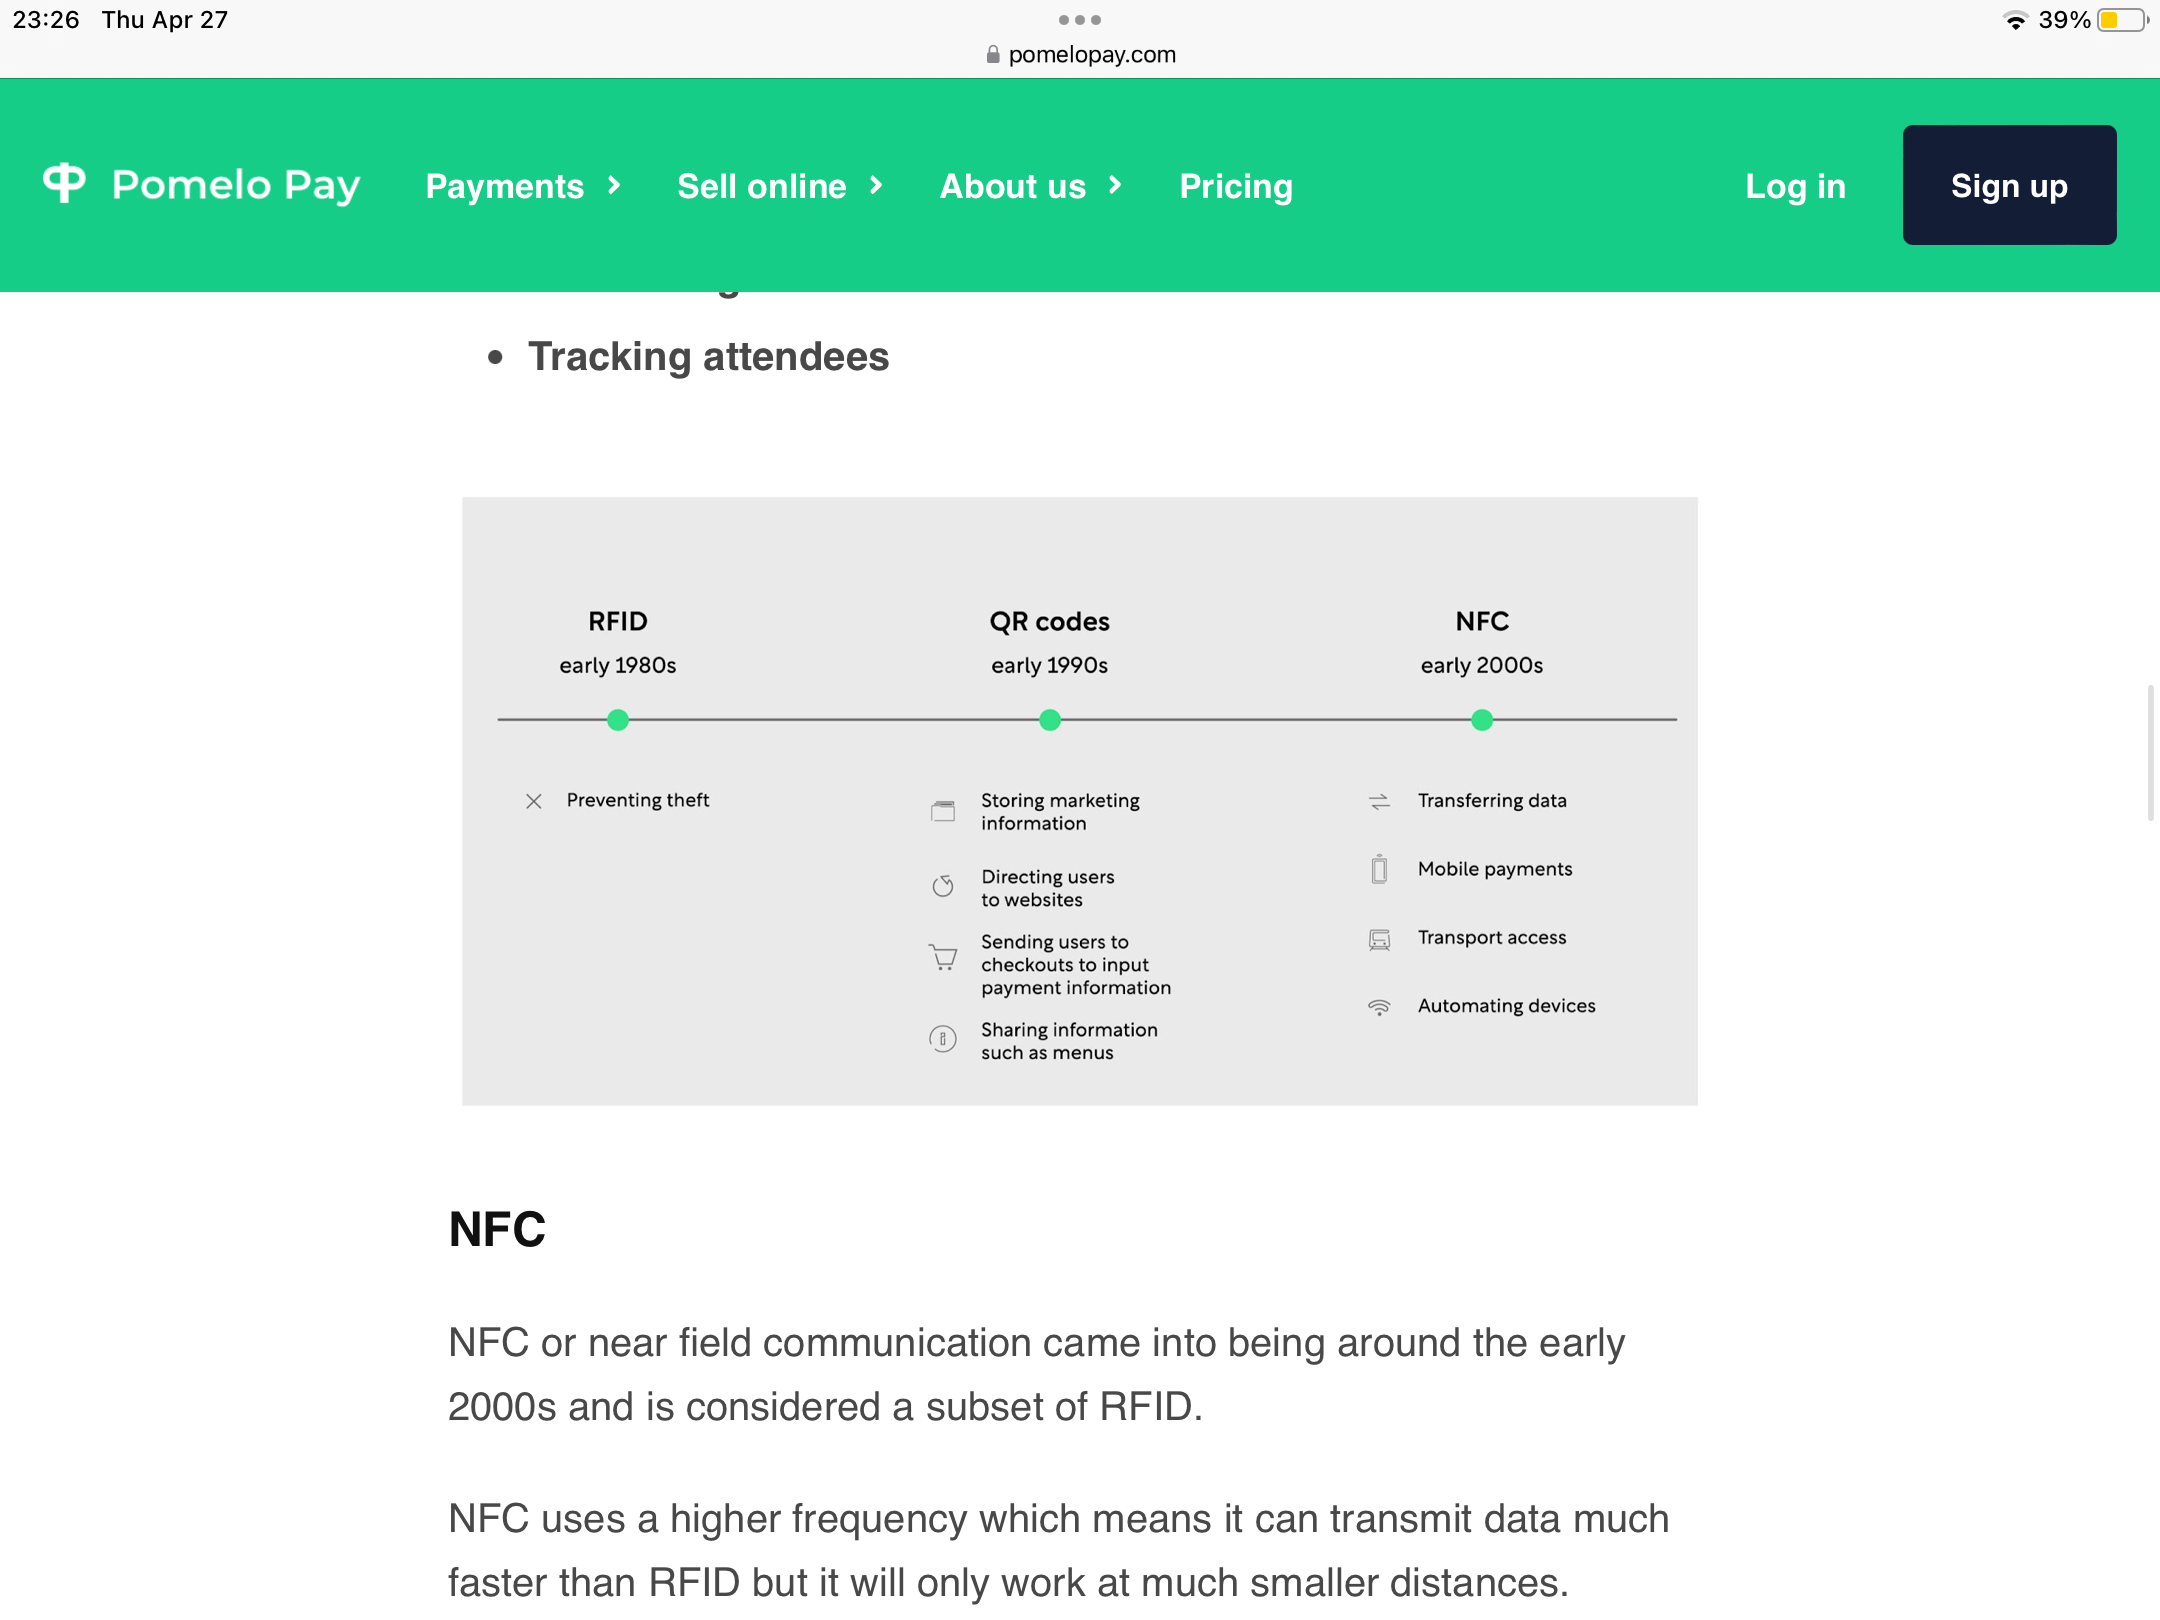 23:26 Thu Apr 27
39%
pomelopay.com
Pomelo Pay
Payments
Sell online
About us
Pricing
Log in
Sign up
• Tracking attendees
RFID
early 1980s
QR codes
early 1990s
NFC
early 2000s
Preventing theft
Storing marketing
information
Directing users
to websites
Sending users to
checkouts to input
payment information
Sharing information
such as menus
Transferring data
Mobile payments
Transport access
Automating devices
NFC
NFC or near field communication came into being around the early
2000s and is considered a subset of RFID.
NFC uses a higher frequency which means it can transmit data much
faster than RFID but it will only work at much smaller distances.